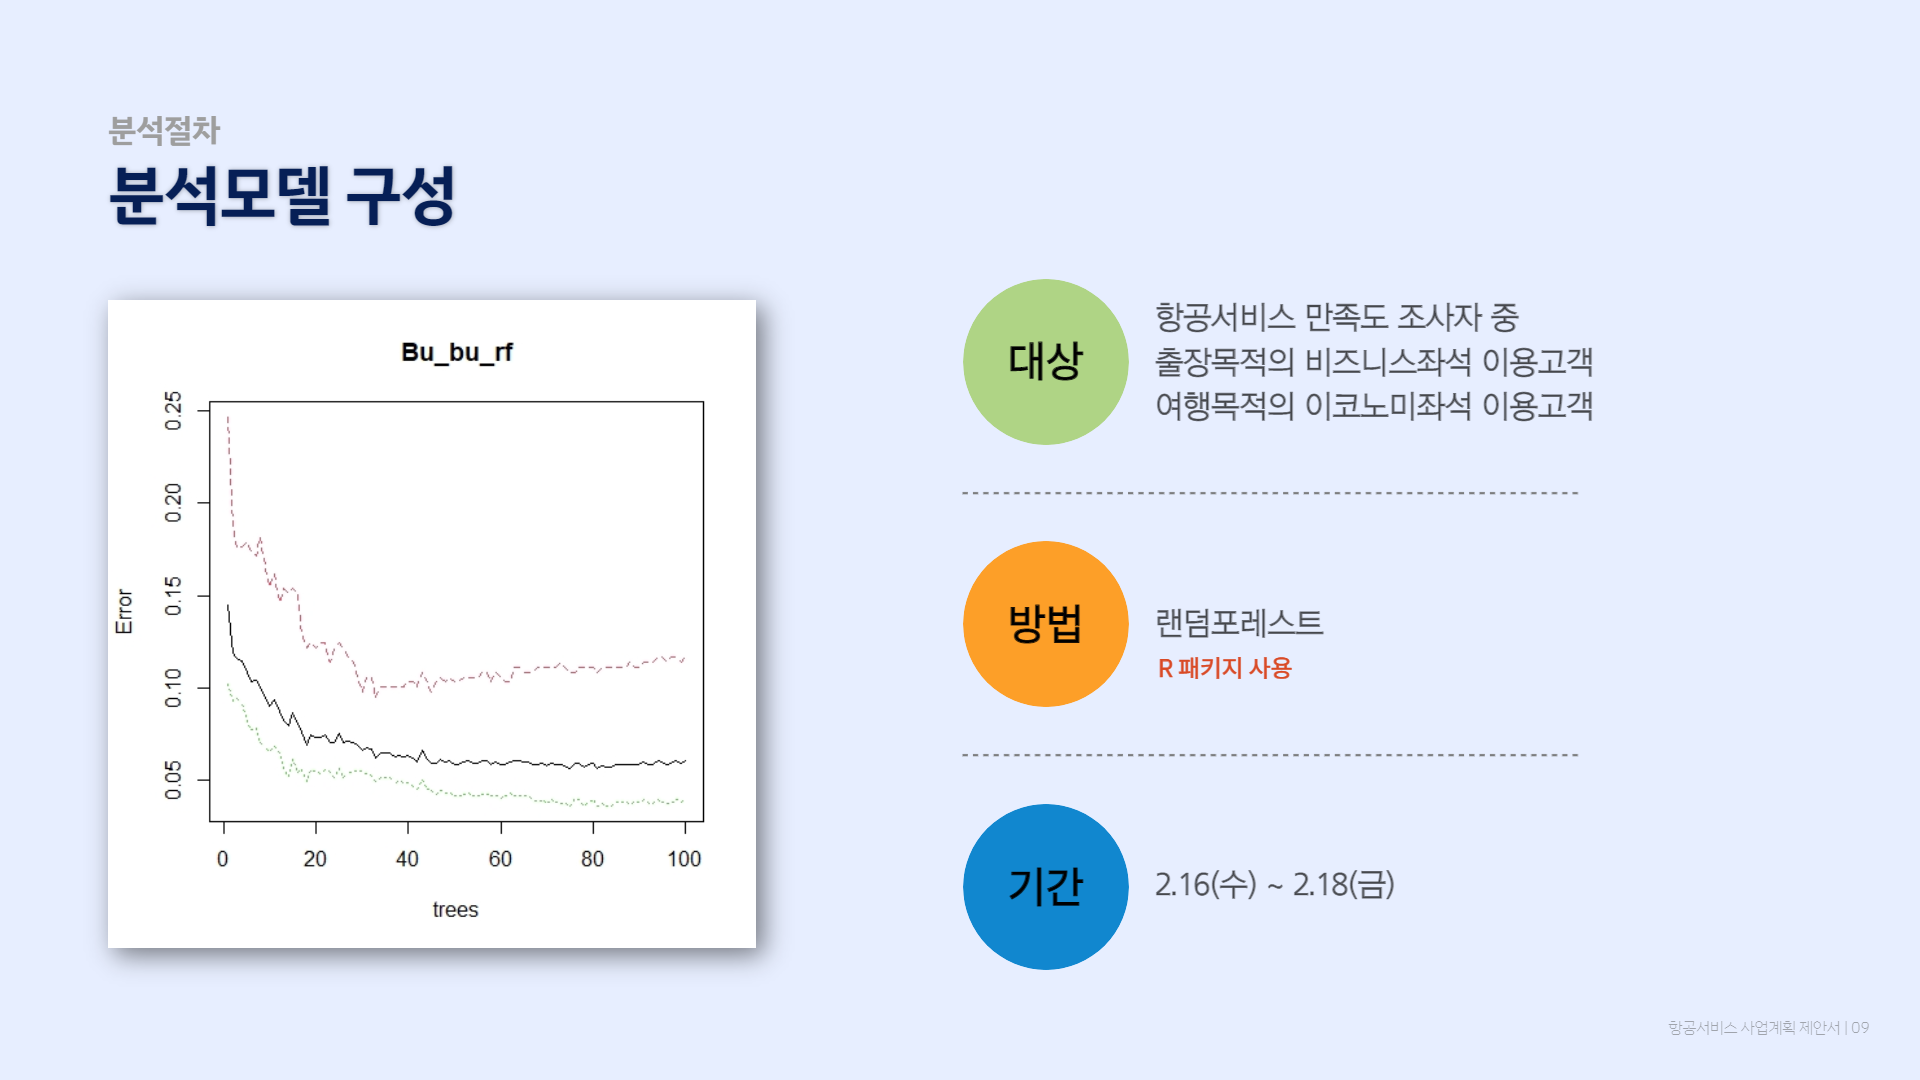 분석절차
분석모델 구성
Bu_bu_rf
0.25
0.20
0.15
0.10
0.05
Error
0 20 40 60 80 100
trees
대상
항공서비스 만족도 조사자 중
출장목적의 비즈니스좌석 이용고객
여행목적의 이코노미좌석 이용고객
방법
랜덤포레스트
R 패키지 사용
기간
2.16(수) ~ 2.18(금)
항공서비스 사업계획 제안서 | 09